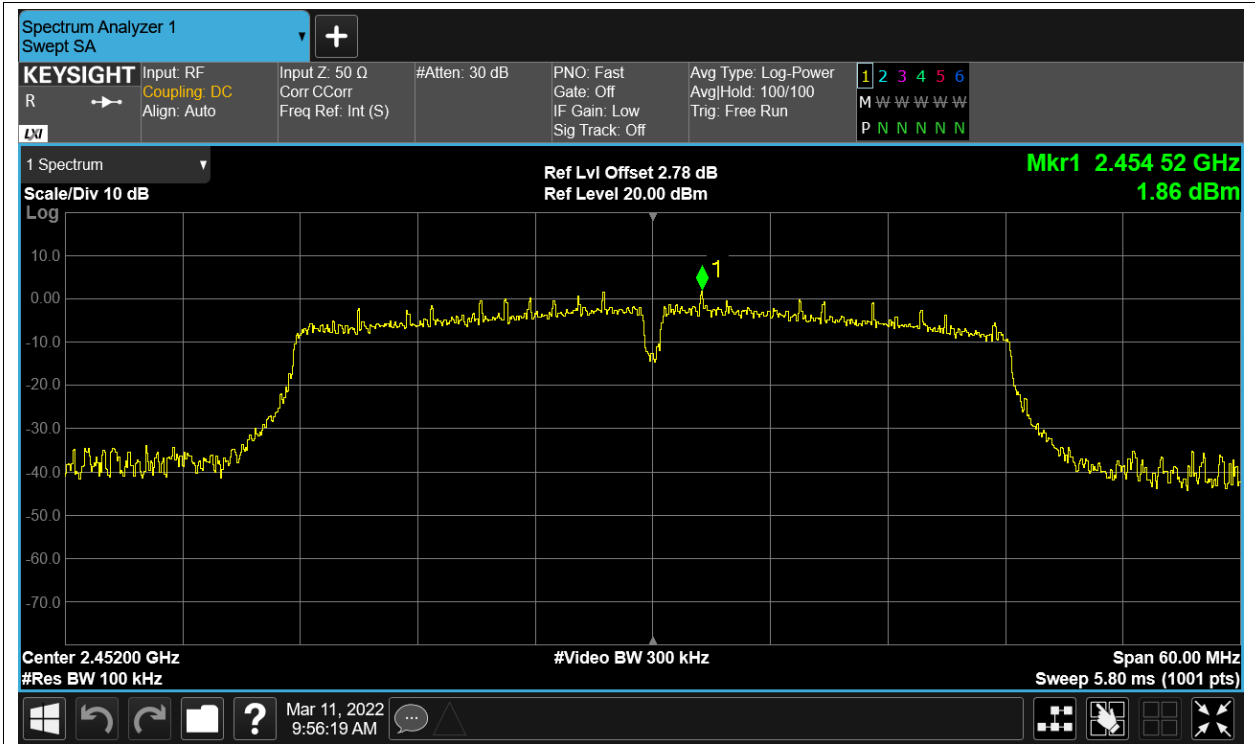 Spectrum Analyzer 1
Swept SA
+
KEYSIGHT
R
LXI
Input: RF
Coupling: DC
Align: Auto
Input Z: 50 Ω
Corr CCorr
Freq Ref: Int (S)
#Atten: 30 dB
PNO: Fast
Gate: Off
IF Gain: Low
Sig Track: Off
Avg Type: Log-Power
Avg|Hold: 100/100
Trig: Free Run
1 2 3 4 5 6
M W W W W W
P N N N N N
1 Spectrum
Scale/Div 10 dB
Log
Ref Lvl Offset 2.78 dB
Ref Level 20.00 dBm
Mkr1 2.454 52 GHz
1.86 dBm
1
10.0
0.00
-10.0
-20.0
-30.0
-40.0
-50.0
-60.0
-70.0
Center 2.45200 GHz
#Res BW 100 kHz
#Video BW 300 kHz
Span 60.00 MHz
Sweep 5.80 ms (1001 pts)
?
Mar 11, 2022
9:56:19 AM